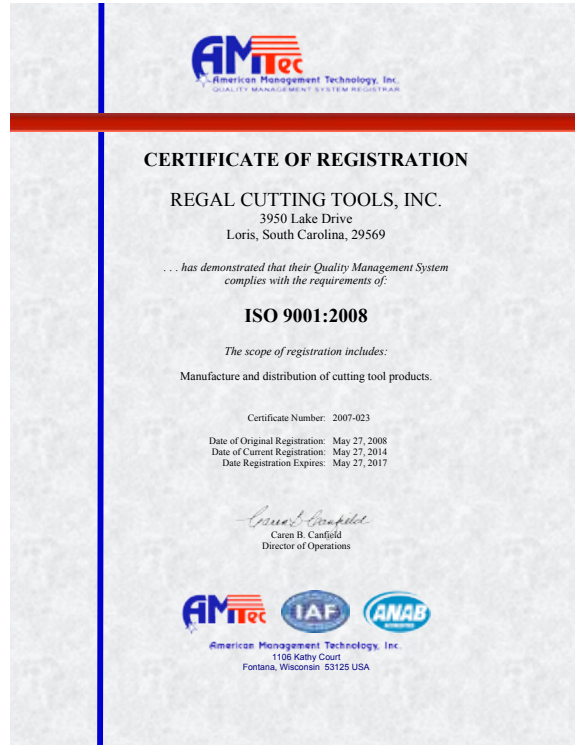 AMTec
American Management Technology, Inc.
QUALITY MANAGEMENT SYSTEM REGISTRAR
CERTIFICATE OF REGISTRATION
REGAL CUTTING TOOLS, INC.
3950 Lake Drive
Loris, South Carolina, 29569
. . . has demonstrated that their Quality Management System
complies with the requirements of:
ISO 9001:2008
The scope of registration includes:
Manufacture and distribution of cutting tool products.
Certificate Number: 2007-023
Date of Original Registration: May 27, 2008
Date of Current Registration: May 27, 2014
Date Registration Expires: May 27, 2017
Caren B Canfield
Caren B. Canfield
Director of Operations
AMTec IAF ANAB
ACCREDITED
American Management Technology, Inc.
1106 Kathy Court
Fontana, Wisconsin 53125 USA